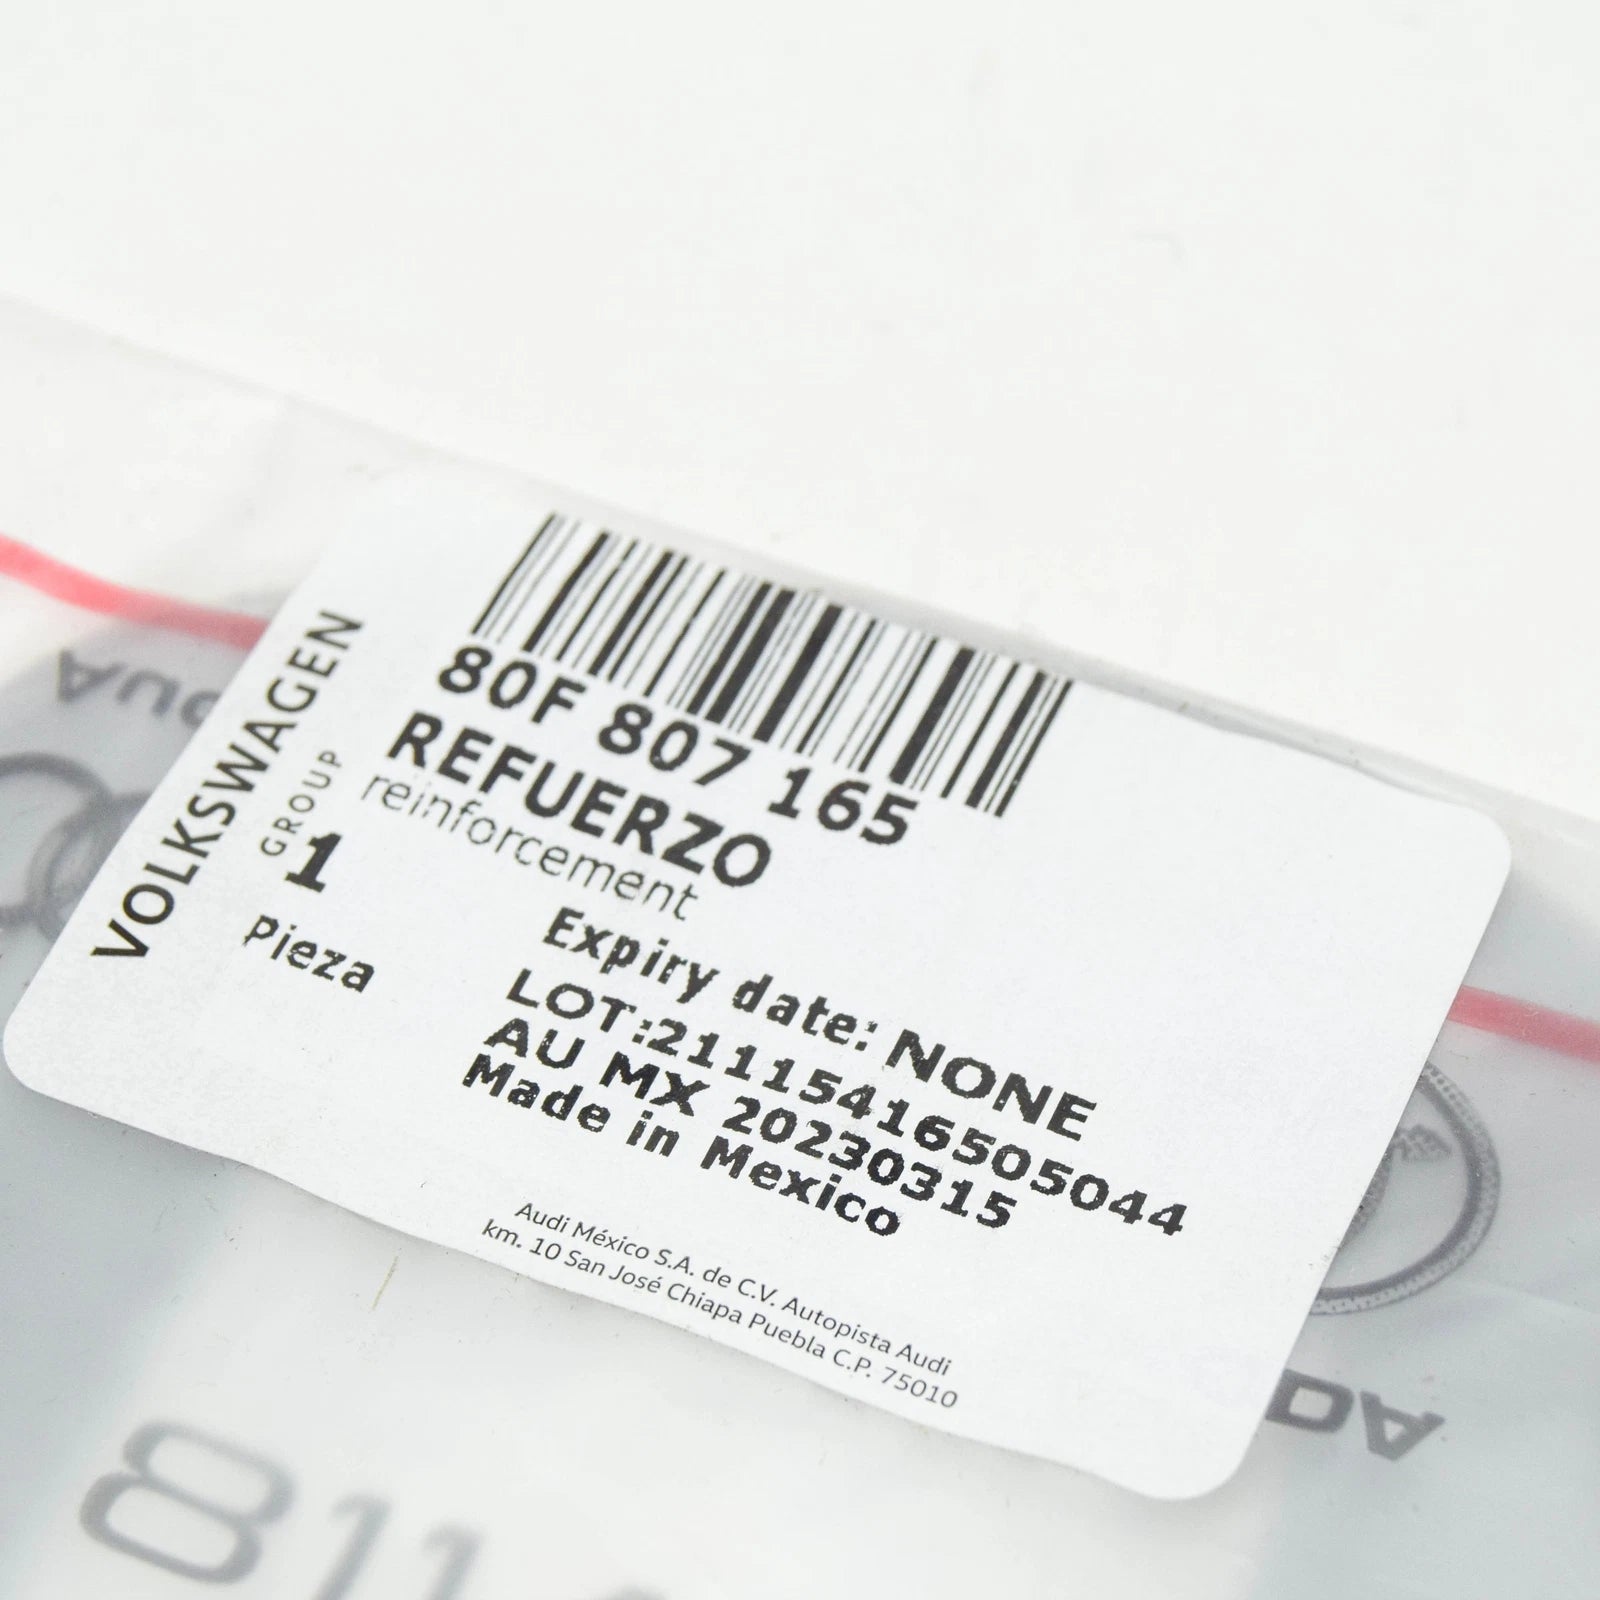 VOLKSWAGEN
GROUP
80F 807 165
REFUERZO
reinforcement
1
Pieza
Expiry date: NONE
LOT:21115416505044
AU MX 20230315
Made in Mexico
Audi México S.A. de C.V. Autopista Audi
km. 10 San José Chiapa Puebla C.P. 75010
811